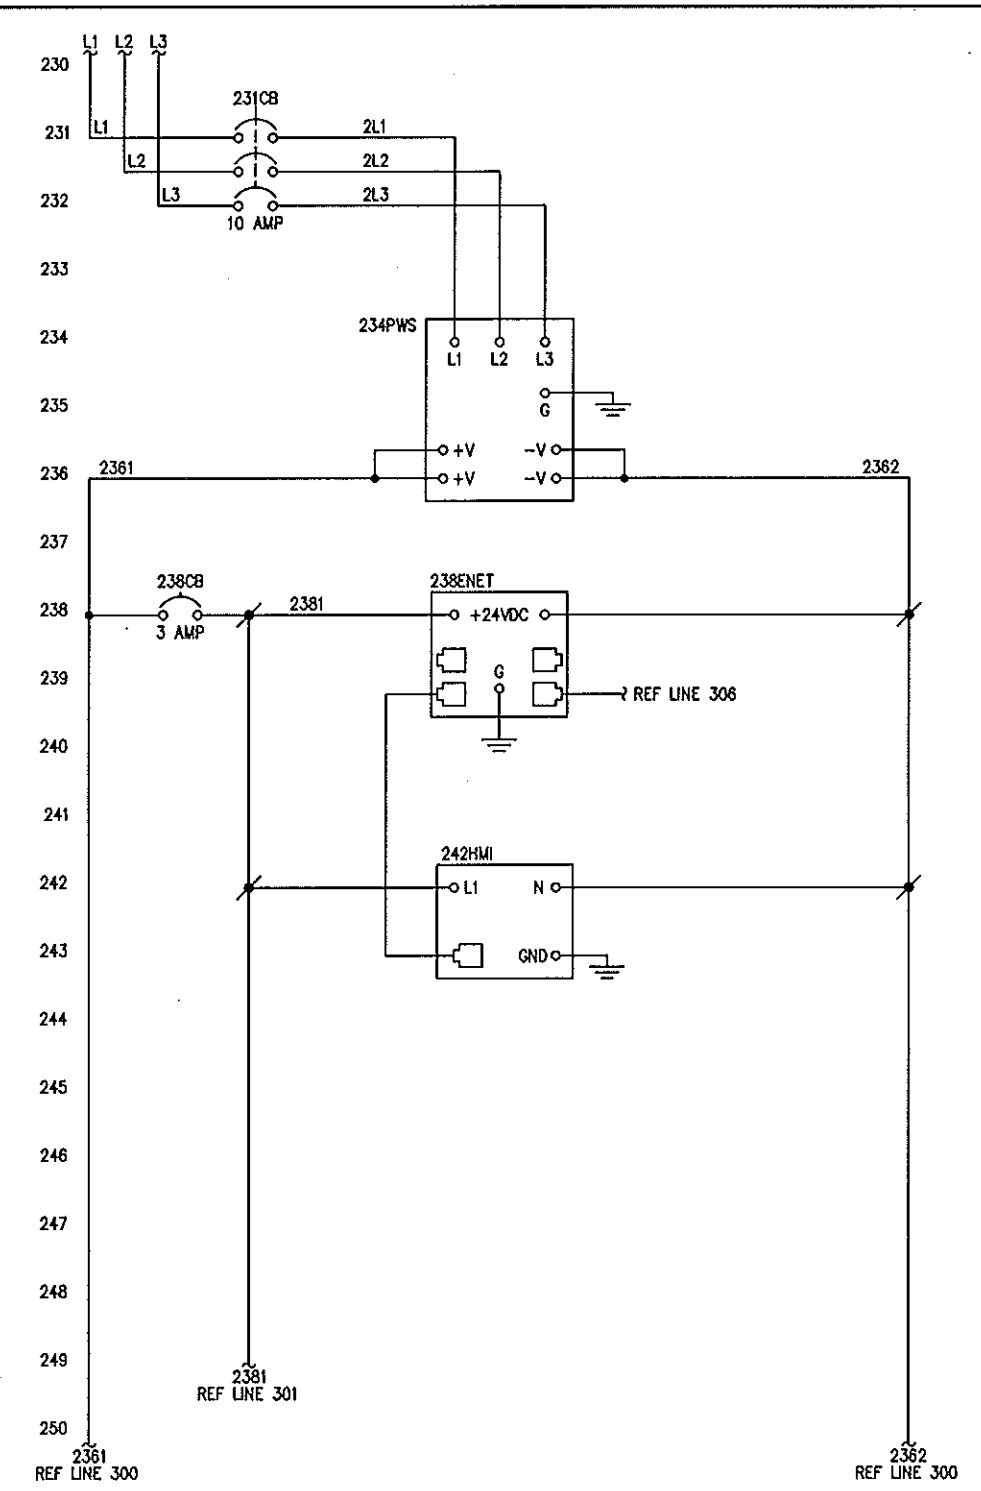 L1 L2 L3
230
231CB
231 L1 2L1
L2 2L2
232 L3 2L3
10 AMP
233
234PWS
234
L1 L2 L3
235
G
+V -V
236 2361 +V -V 2362
237
238CB 238ENET
238 2381 +24VDC
3 AMP
239 G
REF LINE 306
240
241
242HMI
242 L1 N
243 GND
244
245
246
247
248
249
2381
REF LINE 301
250
2361 2362
REF LINE 300 REF LINE 300